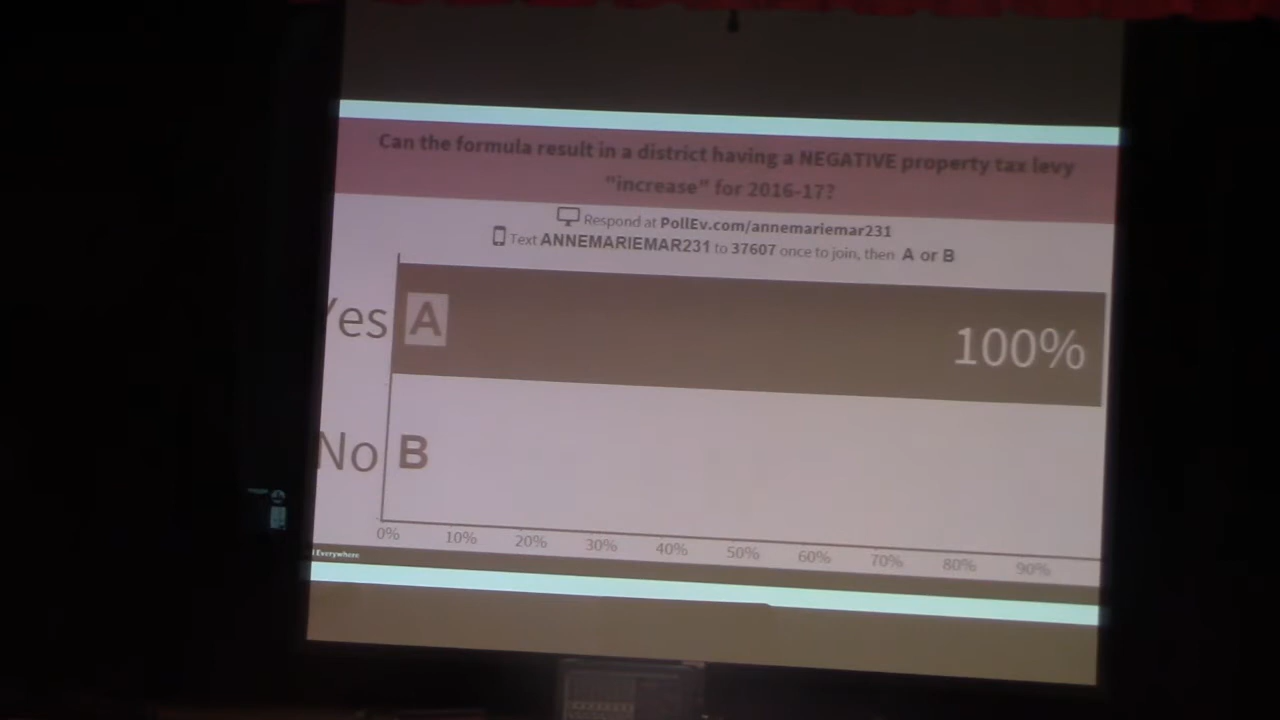 Can the formula result in a district having a NEGATIVE property tax levy
"increase" for 2016-17?
Respond at PollEv.com/annemariemar231
Text ANNEMARIEMAR231 to 37607 once to join, then A or B
Yes A 100%
No B
0% 10% 20% 30% 40% 50% 60% 70% 80% 90%
Everywhere